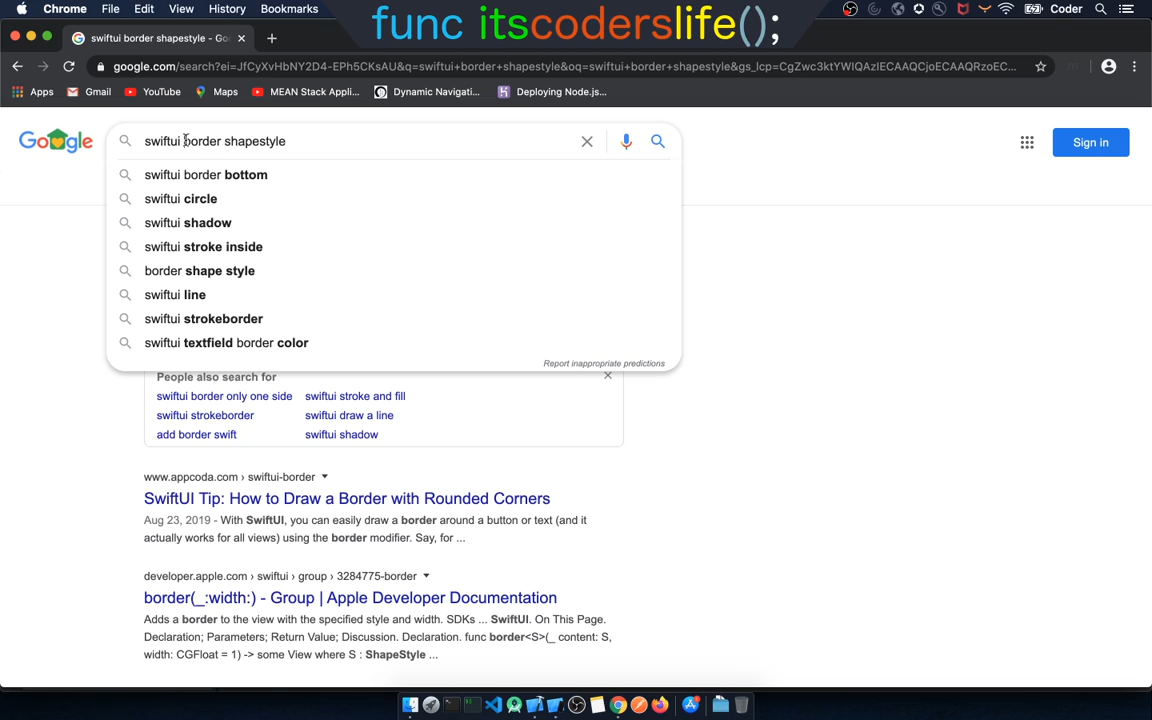 Chrome File Edit View History Bookmarks
func itscoderslife();
Coder
swiftui border shapestyle - Goo
google.com/search?ei=JfCyXvHbNY2D4-EPh5CKsAU&q=swiftui+border+shapestyle&oq=swiftui+border+shapestyle&gs_lcp=CgZwc3ktYWIQAzIECAAQCjoECAAQRzoEC...
Apps Gmail YouTube Maps MEAN Stack Appli... Dynamic Navigati... Deploying Node.js...
Google
swiftui border shapestyle
Sign in
swiftui border bottom
swiftui circle
swiftui shadow
swiftui stroke inside
border shape style
swiftui line
swiftui strokeborder
swiftui textfield border color
Report inappropriate predictions
People also search for
swiftui border only one side swiftui stroke and fill
swiftui strokeborder swiftui draw a line
add border swift swiftui shadow
www.appcoda.com › swiftui-border
SwiftUI Tip: How to Draw a Border with Rounded Corners
Aug 23, 2019 - With SwiftUI, you can easily draw a border around a button or text (and it
actually works for all views) using the border modifier. Say, for ...
developer.apple.com › swiftui › group › 3284775-border
border(_:width:) - Group | Apple Developer Documentation
Adds a border to the view with the specified style and width. SDKs ... SwiftUI. On This Page.
Declaration; Parameters; Return Value; Discussion. Declaration. func border<S>(_ content: S,
width: CGFloat = 1) -> some View where S : ShapeStyle ...